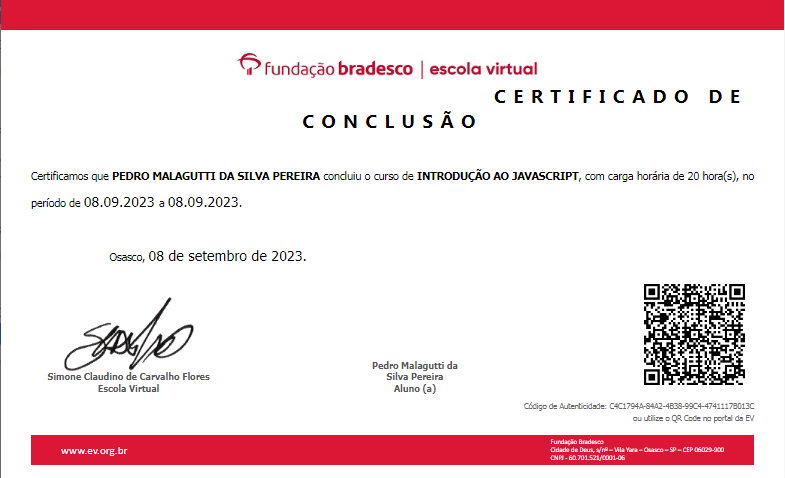 fundação bradesco | escola virtual
CERTIFICADO DE
CONCLUSÃO
Certificamos que PEDRO MALAGUTTI DA SILVA PEREIRA concluiu o curso de INTRODUÇÃO AO JAVASCRIPT, com carga horária de 20 hora(s), no
período de 08.09.2023 a 08.09.2023.
Osasco, 08 de setembro de 2023.
Simone Claudino de Carvalho Flores
Escola Virtual
Pedro Malagutti da
Silva Pereira
Aluno (a)
Código de Autenticidade: C4C1794A-84A2-4B38-99C4-4741117B013C
ou utilize o QR Code no portal da EV
www.ev.org.br
Fundação Bradesco
Cidade de Deus, s/nº – Vila Yara – Osasco – SP – CEP 06029-900
CNPJ - 60.701.521/0001-06